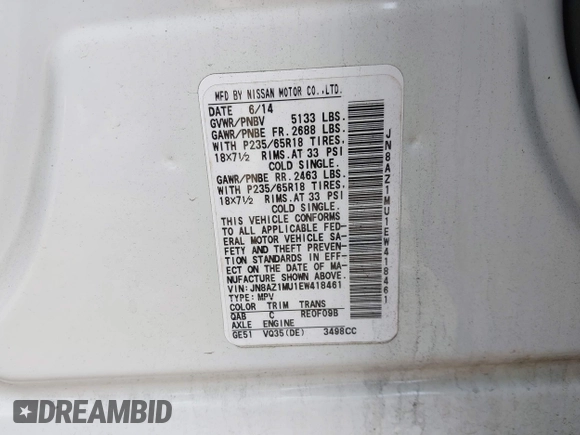 MFD BY NISSAN MOTOR CO.,LTD.
DATE 6/14
GVWR/PNBV 5133 LBS.
GAWR/PNBE FR. 2688 LBS.
WITH P235/65R18 TIRES,
18X7½ RIMS.AT 33 PSI
COLD SINGLE.
GAWR/PNBE RR. 2463 LBS.
WITH P235/65R18 TIRES,
18X7½ RIMS.AT 33 PSI
COLD SINGLE.
THIS VEHICLE CONFORMS
TO ALL APPLICABLE FED-
ERAL MOTOR VEHICLE SA-
FETY AND THEFT PREVEN-
TION STANDARDS IN EFF-
ECT ON THE DATE OF MA-
NUFACTURE SHOWN ABOVE.
VIN: JN8AZ1MU1EW418461
TYPE: MPV
COLOR TRIM TRANS
QAB C RE0F09B
AXLE ENGINE
GE51 VQ35(DE) 3498CC
JN8AZ1MU1EW418461
DREAMBID
DREAMBID.COM